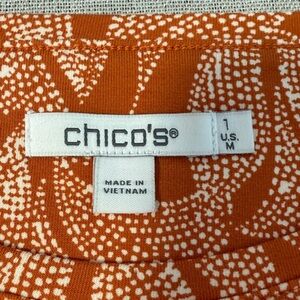 chico's®
1
U.S.
M
MADE IN
VIETNAM